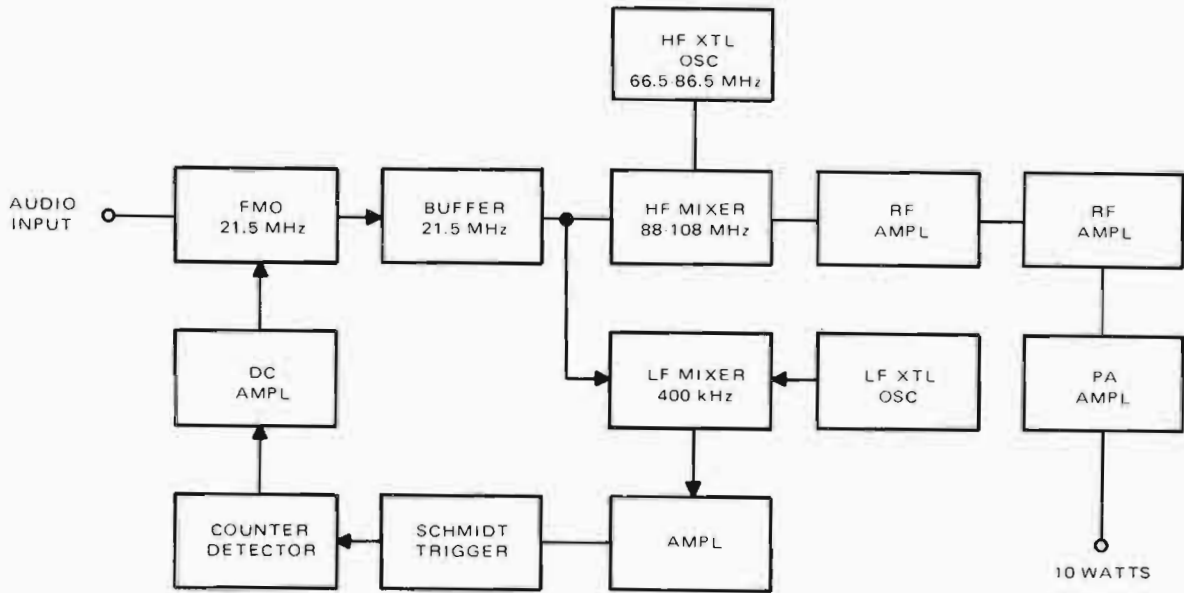 HF XTL
OSC
66.5-86.5 MHz
AUDIO
INPUT
FMO
21.5 MHz
BUFFER
21.5 MHz
HF MIXER
88-108 MHz
RF
AMPL
RF
AMPL
DC
AMPL
LF MIXER
400 kHz
LF XTL
OSC
PA
AMPL
COUNTER
DETECTOR
SCHMIDT
TRIGGER
AMPL
10 WATTS